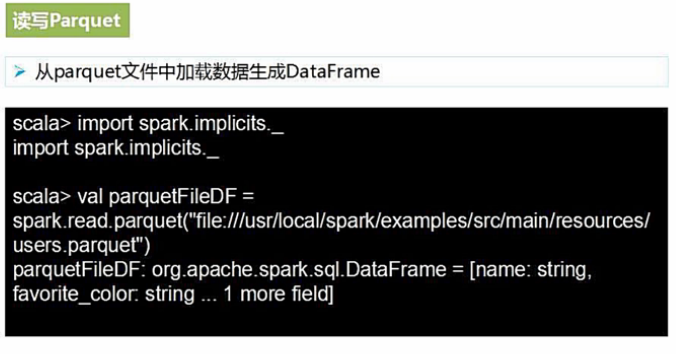 读写Parquet
➢ 从parquet文件中加载数据生成DataFrame
scala> import spark.implicits._
import spark.implicits._
scala> val parquetFileDF =
spark.read.parquet("file:///usr/local/spark/examples/src/main/resources/
users.parquet")
parquetFileDF: org.apache.spark.sql.DataFrame = [name: string,
favorite_color: string ... 1 more field]